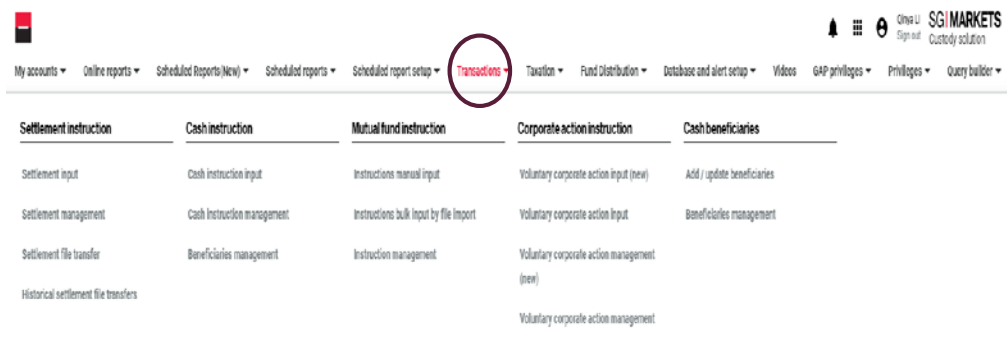 Qinya Li
Sign out
SG|MARKETS
Custody solution
My accounts
Online reports
Scheduled Reports(New)
Scheduled reports
Scheduled report setup
Transactions
Taxation
Fund Distribution
Database and alert setup
Videos
GAP privileges
Privileges
Query builder
Settlement instruction
Settlement input
Settlement management
Settlement file transfer
Historical settlement file transfers
Cash instruction
Cash instruction input
Cash instruction management
Beneficiaries management
Mutual fund instruction
Instructions manual input
Instructions bulk input by file import
Instruction management
Corporate action instruction
Voluntary corporate action input (new)
Voluntary corporate action input
Voluntary corporate action management
(new)
Voluntary corporate action management
Cash beneficiaries
Add / update beneficiaries
Beneficiaries management